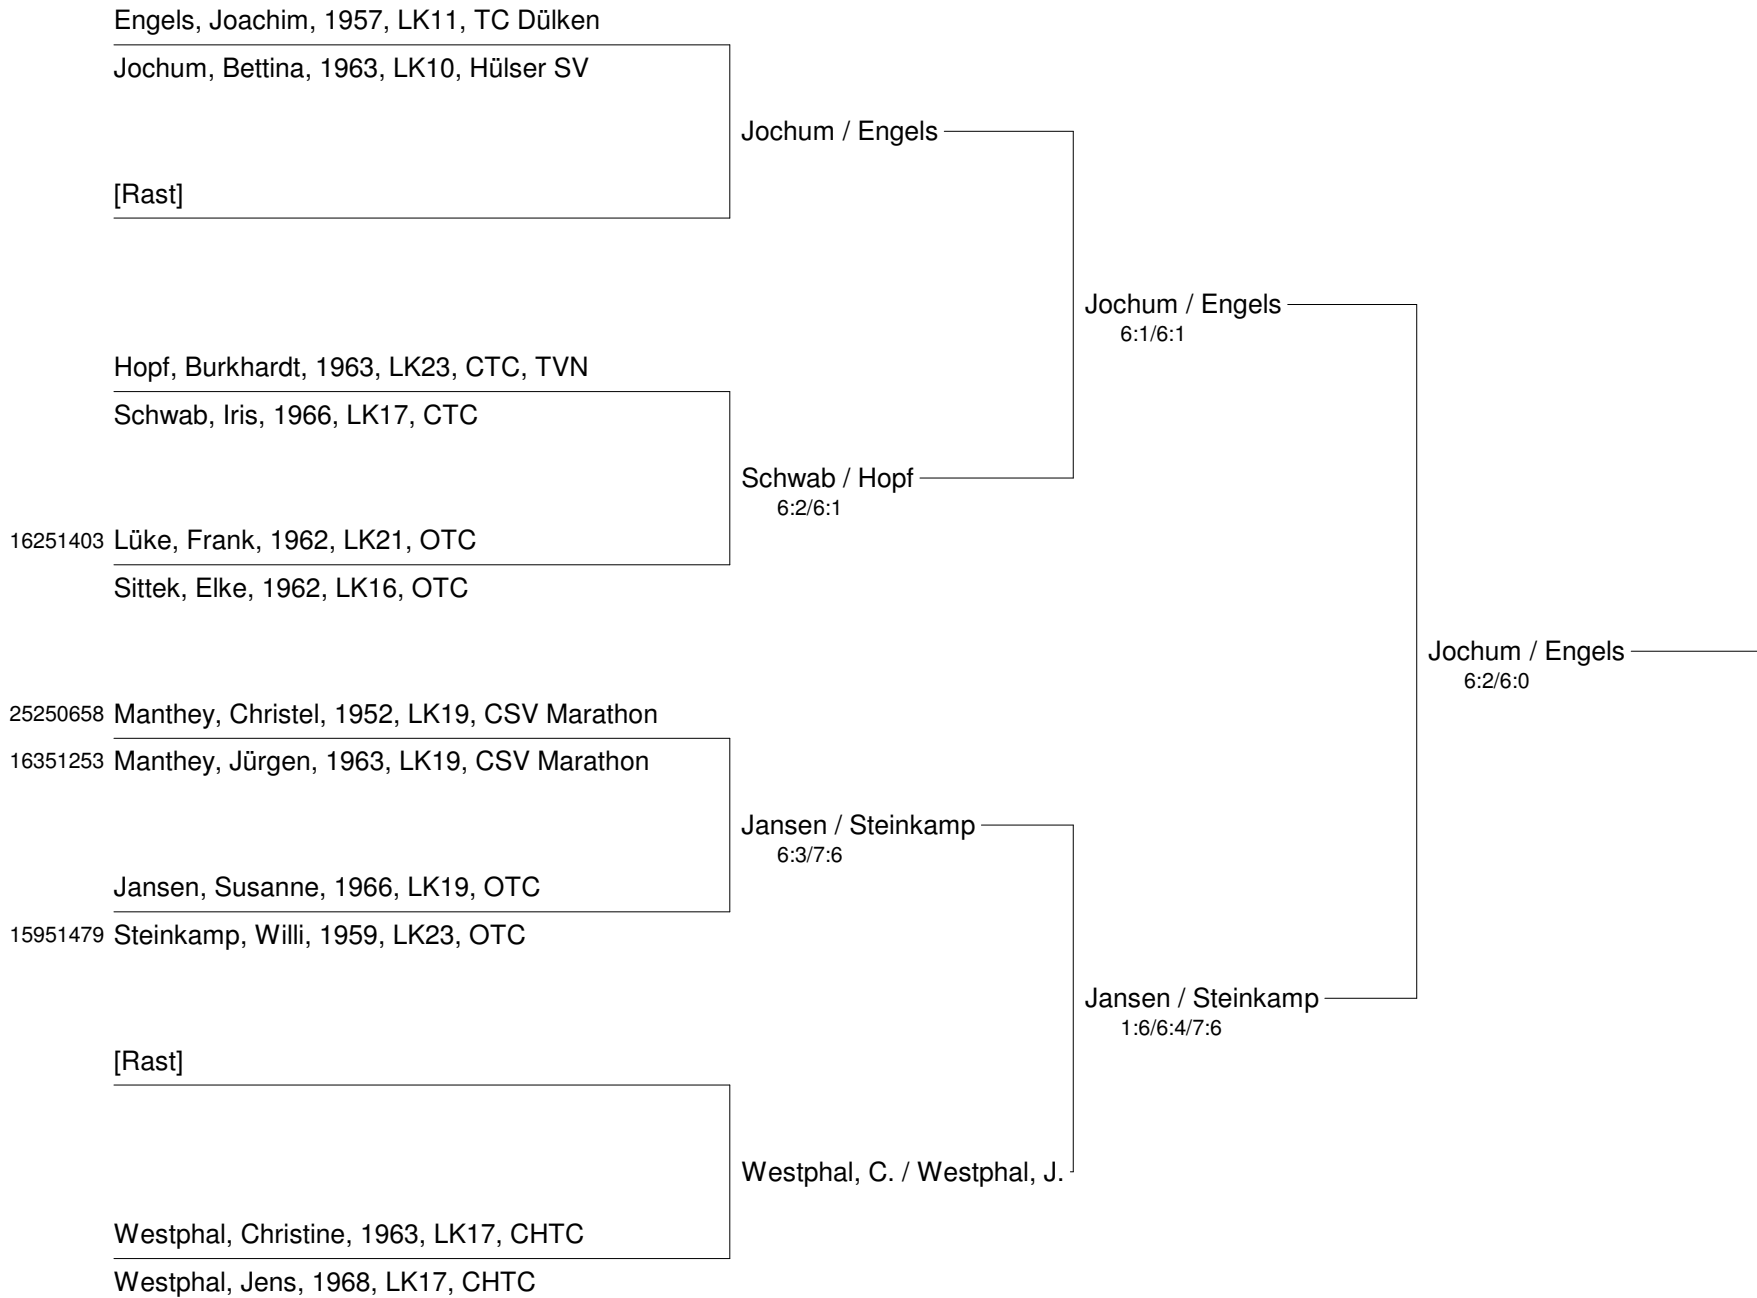 Engels, Joachim, 1957, LK11, TC Dülken
Jochum, Bettina, 1963, LK10, Hülser SV
Jochum / Engels
[Rast]
Jochum / Engels
6:1/6:1
Hopf, Burkhardt, 1963, LK23, CTC, TVN
Schwab, Iris, 1966, LK17, CTC
Schwab / Hopf
6:2/6:1
16251403 Lüke, Frank, 1962, LK21, OTC
Sittek, Elke, 1962, LK16, OTC
Jochum / Engels
6:2/6:0
25250658 Manthey, Christel, 1952, LK19, CSV Marathon
16351253 Manthey, Jürgen, 1963, LK19, CSV Marathon
Jansen / Steinkamp
6:3/7:6
Jansen, Susanne, 1966, LK19, OTC
15951479 Steinkamp, Willi, 1959, LK23, OTC
Jansen / Steinkamp
1:6/6:4/7:6
[Rast]
Westphal, C. / Westphal, J.
Westphal, Christine, 1963, LK17, CHTC
Westphal, Jens, 1968, LK17, CHTC